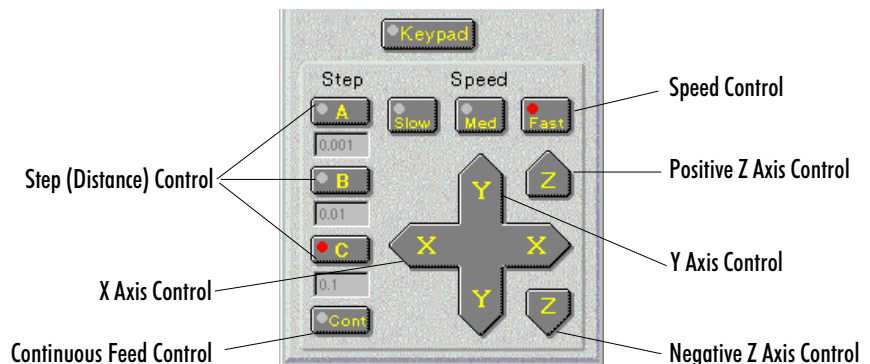 Keypad
Step
Speed
A
Slow
Med
Fast
Speed Control
0.001
Step (Distance) Control
B
Y
Z
Positive Z Axis Control
0.01
C
X
X
Y Axis Control
X Axis Control
0.1
Y
Z
Continuous Feed Control
Cont
Negative Z Axis Control